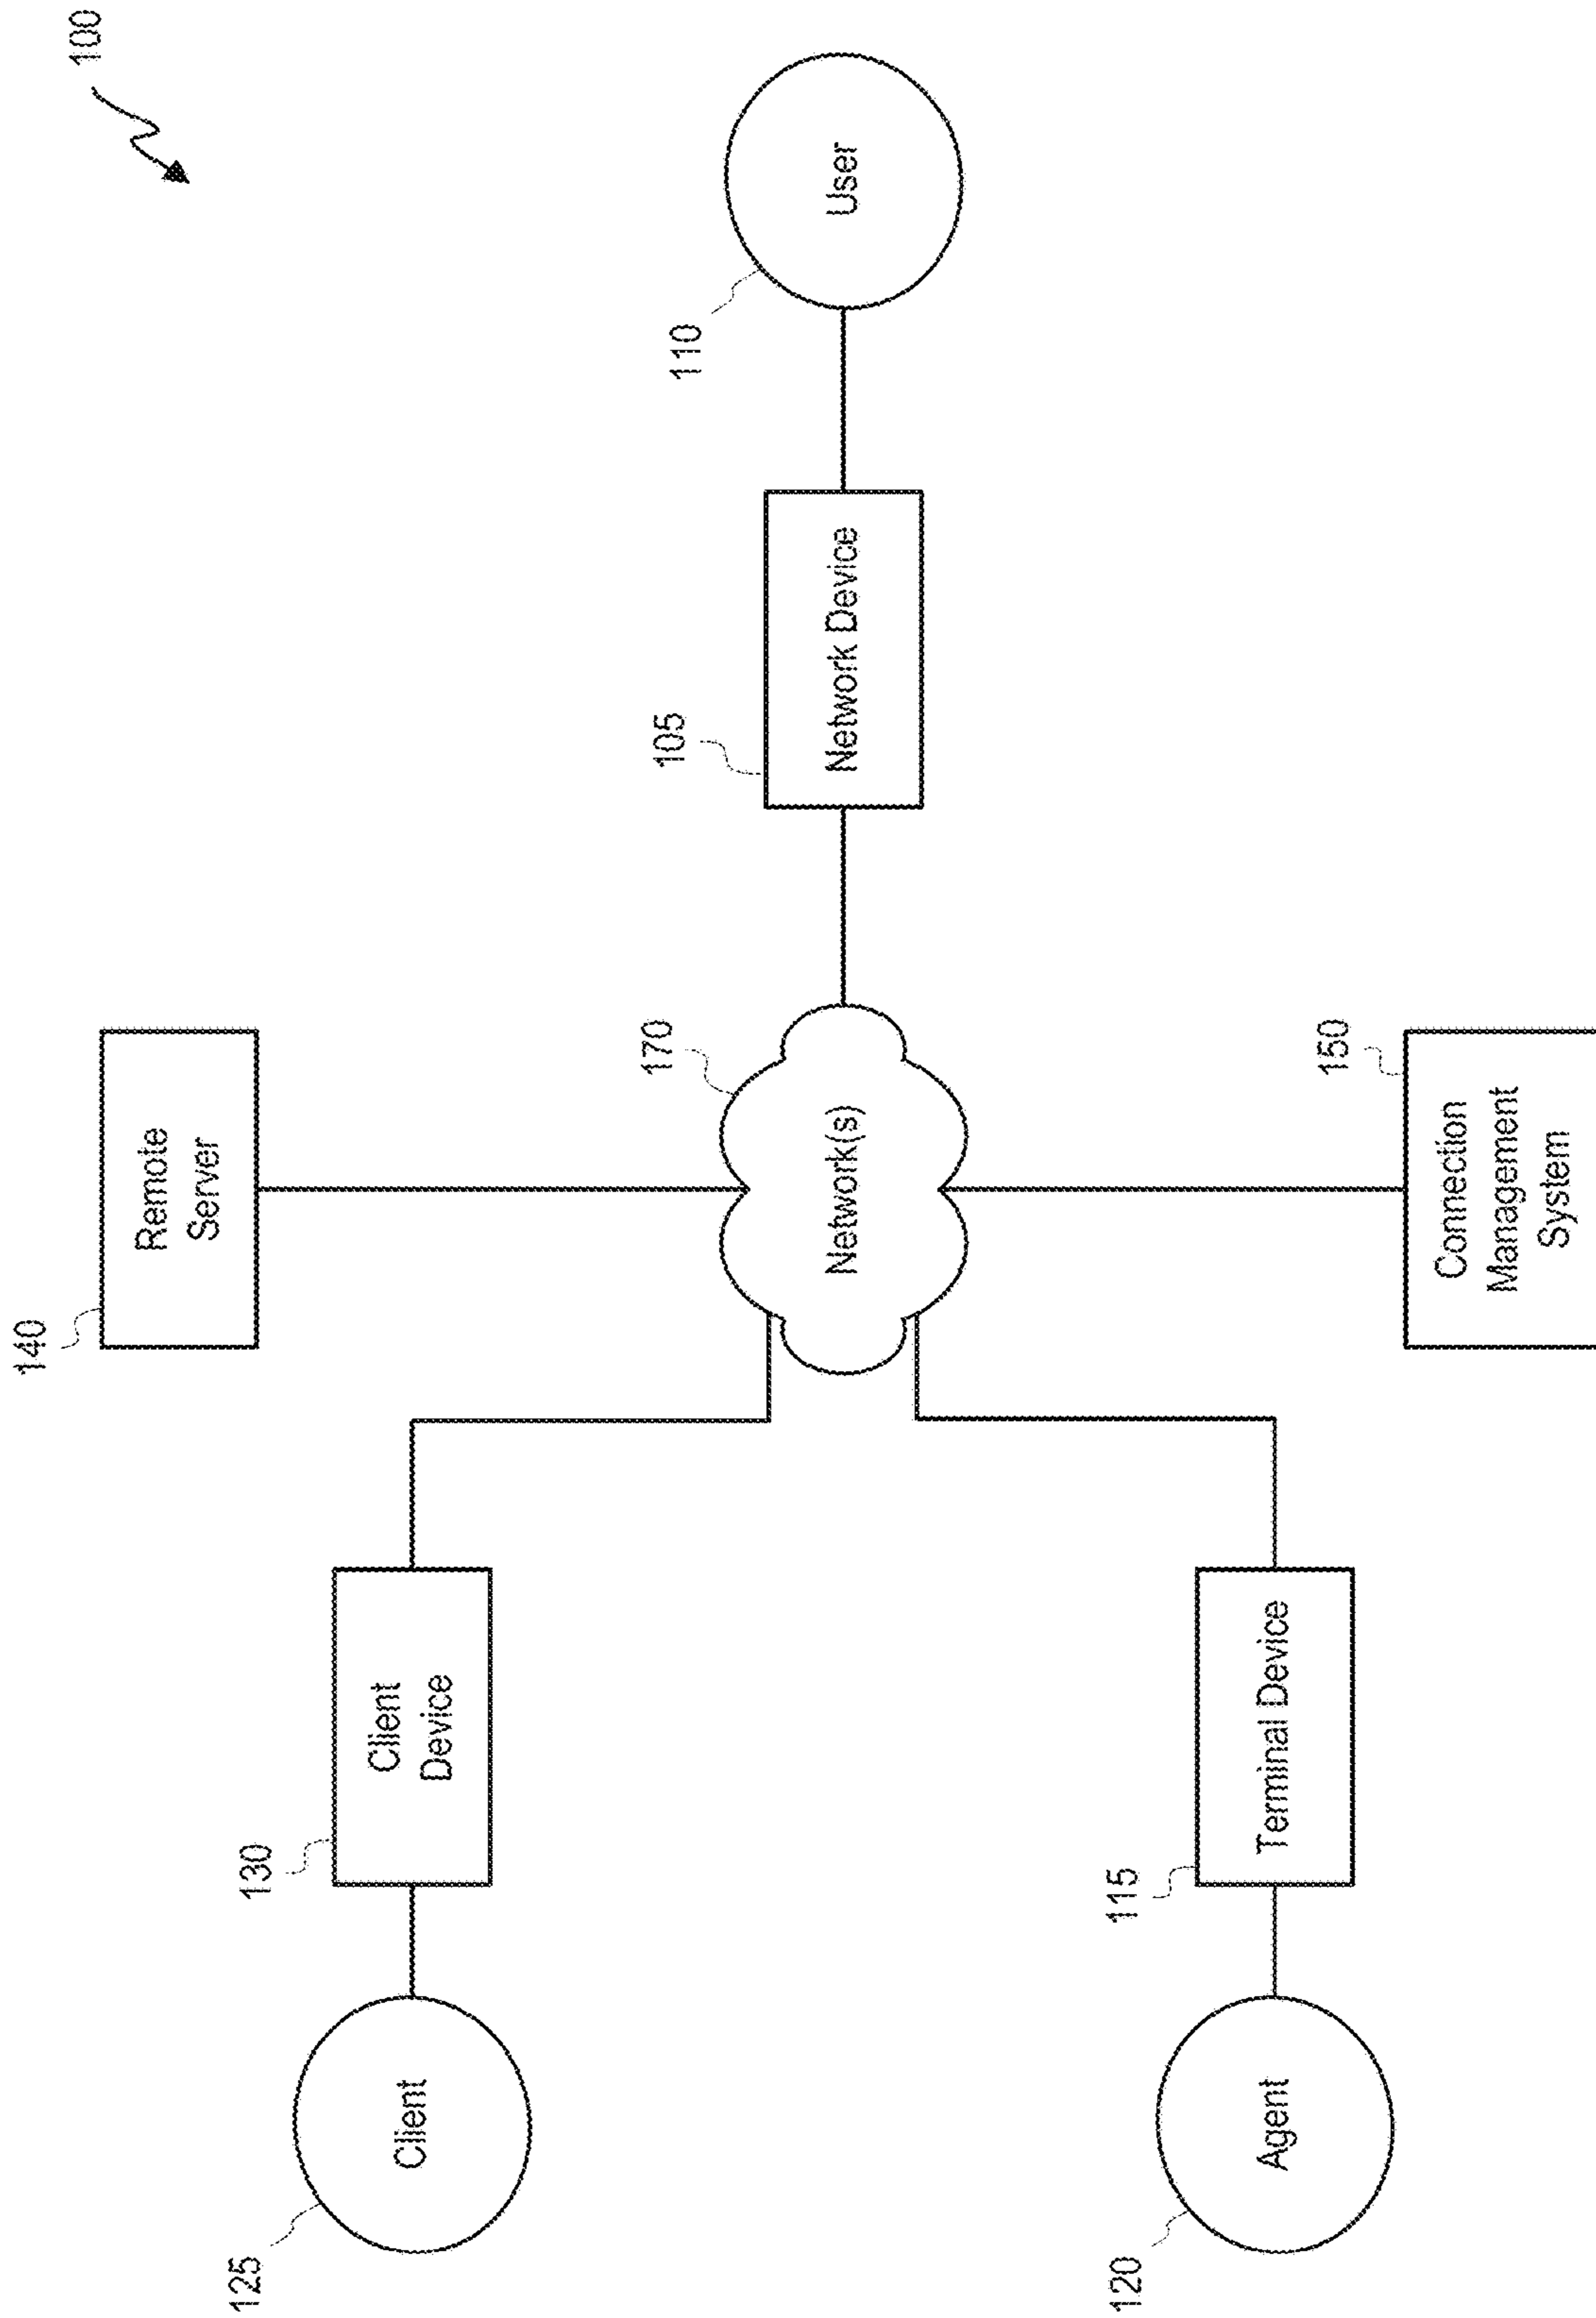 100
140
Remote
Server
125
Client
130
Client
Device
170
Network(s)
105
Network Device
110
User
120
Agent
115
Terminal Device
150
Connection
Management
System